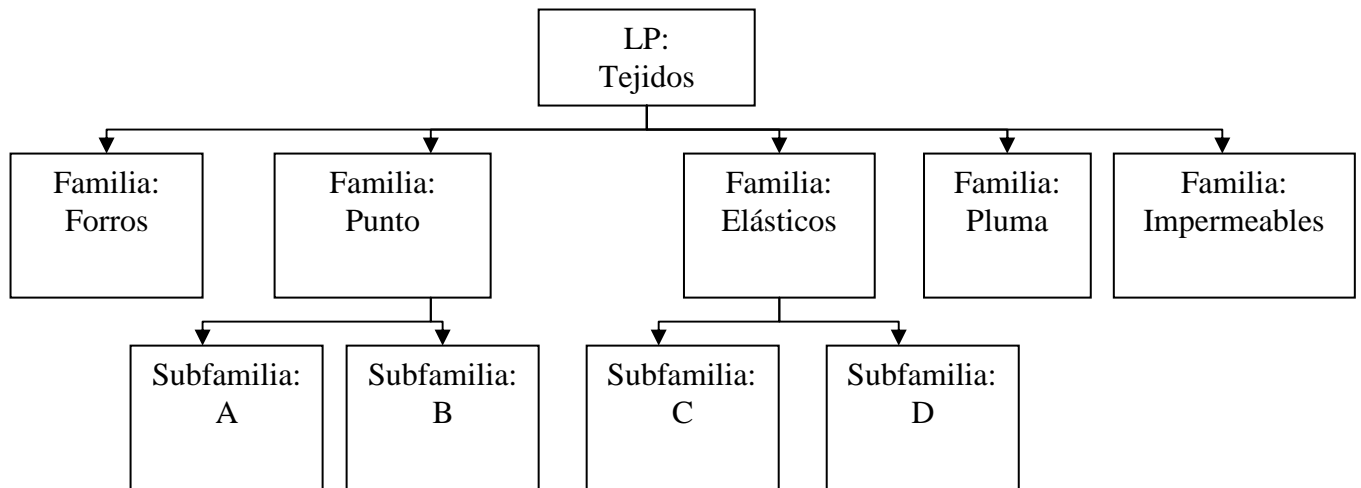 LP:
Tejidos
Familia:
Forros
Familia:
Punto
Familia:
Elásticos
Familia:
Pluma
Familia:
Impermeables
Subfamilia:
A
Subfamilia:
B
Subfamilia:
C
Subfamilia:
D